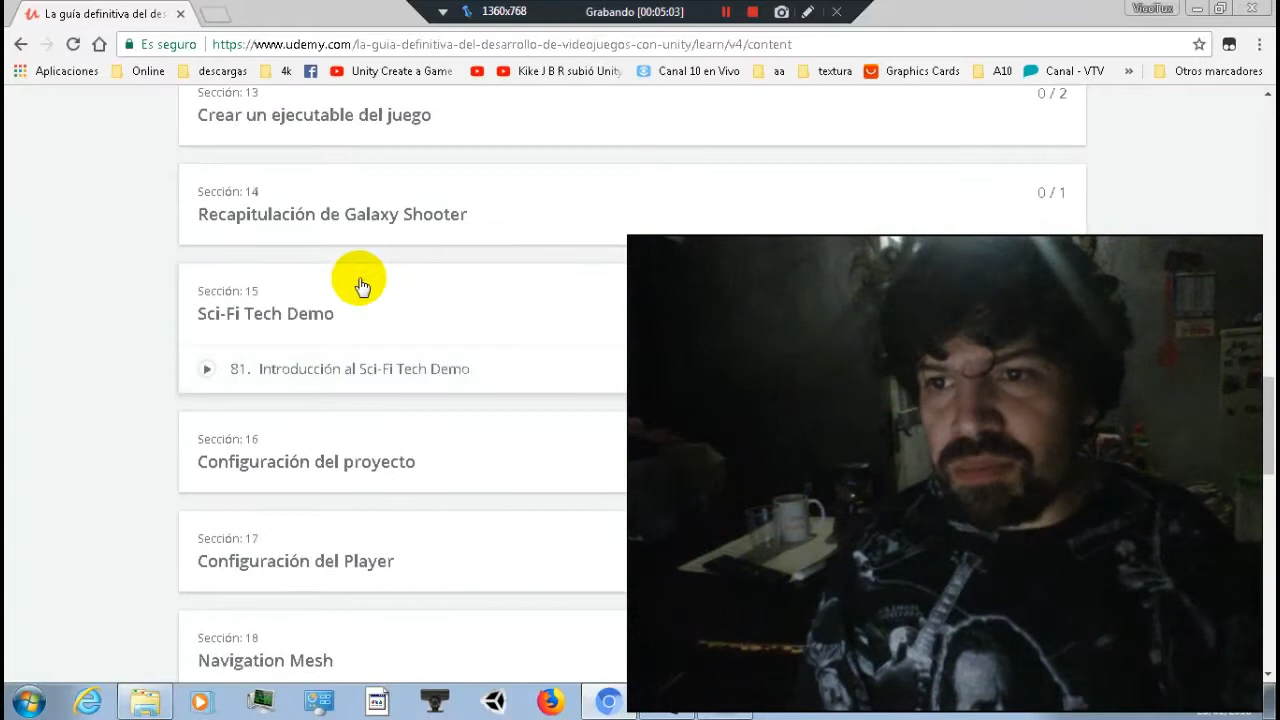 1360x768
Grabando [00:05:03]
La guía definitiva del des
VicoTux
Es seguro
https://www.udemy.com/la-guia-definitiva-del-desarrollo-de-videojuegos-con-unity/learn/v4/content
Aplicaciones
Online
descargas
4k
Unity Create a Game
Kike J B R subió Unity
Canal 10 en Vivo
aa
textura
Graphics Cards
A10
Canal - VTV
»
Otros marcadores
Sección: 13
0 / 2
Crear un ejecutable del juego
Sección: 14
0 / 1
Recapitulación de Galaxy Shooter
Sección: 15
Sci-Fi Tech Demo
81. Introducción al Sci-Fi Tech Demo
Sección: 16
Configuración del proyecto
Sección: 17
Configuración del Player
Sección: 18
Navigation Mesh